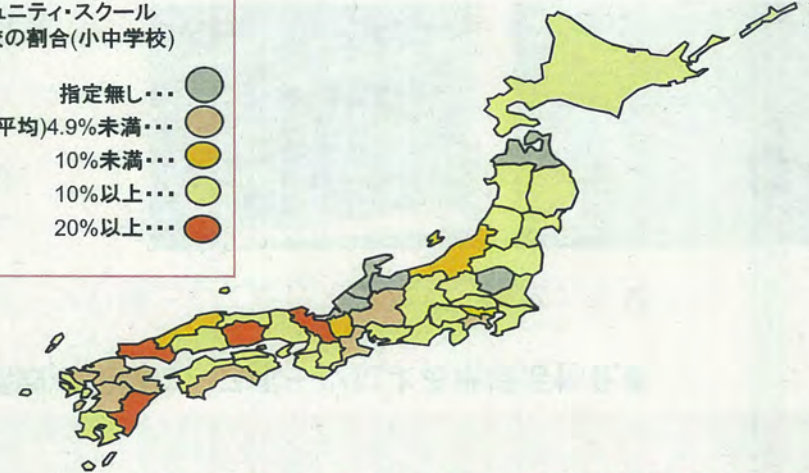 ュニティ・スクール
校の割合(小中学校)
指定無し…
平均)4.9%未満…
10%未満…
10%以上…
20%以上…